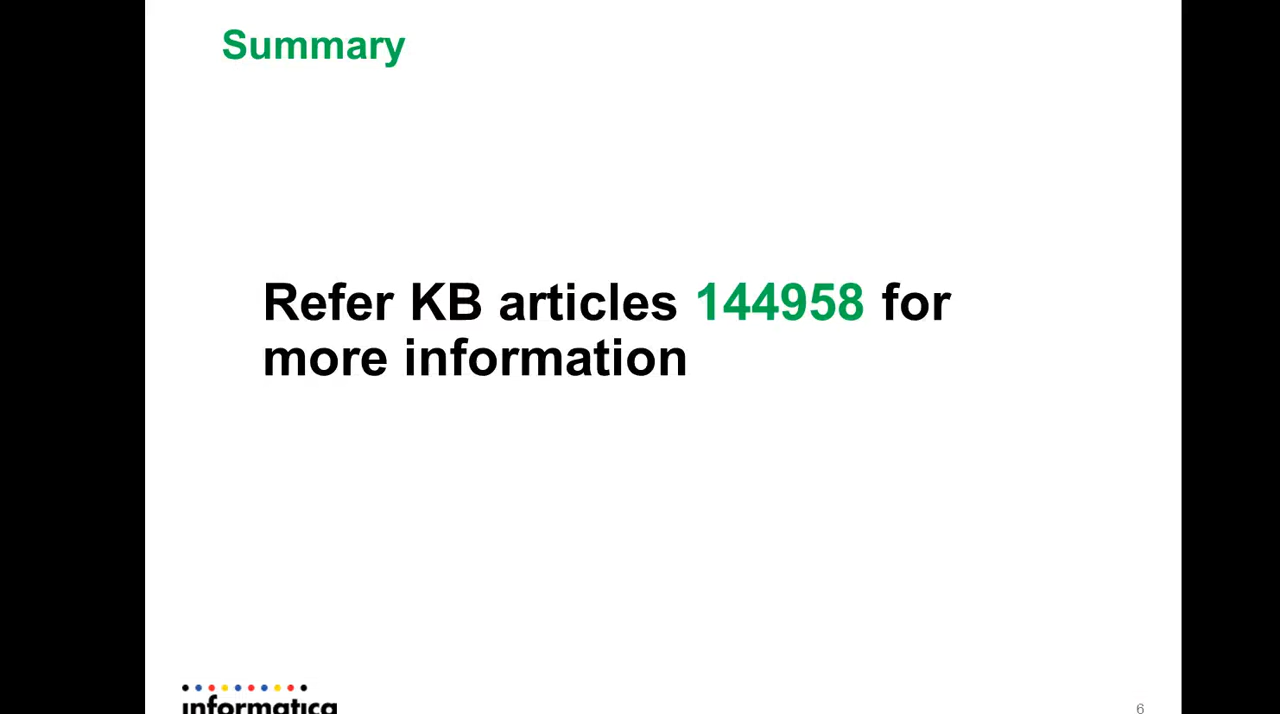 Summary
Refer KB articles 144958 for
more information
informatica
6